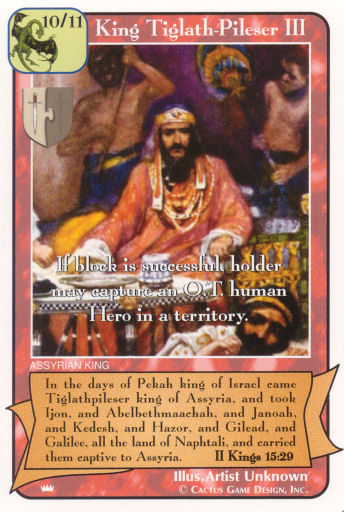 10/11
King Tiglath-Pileser III
If block is successful, holder
may capture an O.T. human
Hero in a territory.
ASSYRIAN KING
In the days of Pekah king of Israel came
Tiglathpileser king of Assyria, and took
Ijon, and Abelbethmaachah, and Janoah,
and Kedesh, and Hazor, and Gilead, and
Galilee, all the land of Naphtali, and carried
them captive to Assyria. II Kings 15:29
Illus.Artist Unknown
© Cactus Game Design, Inc.